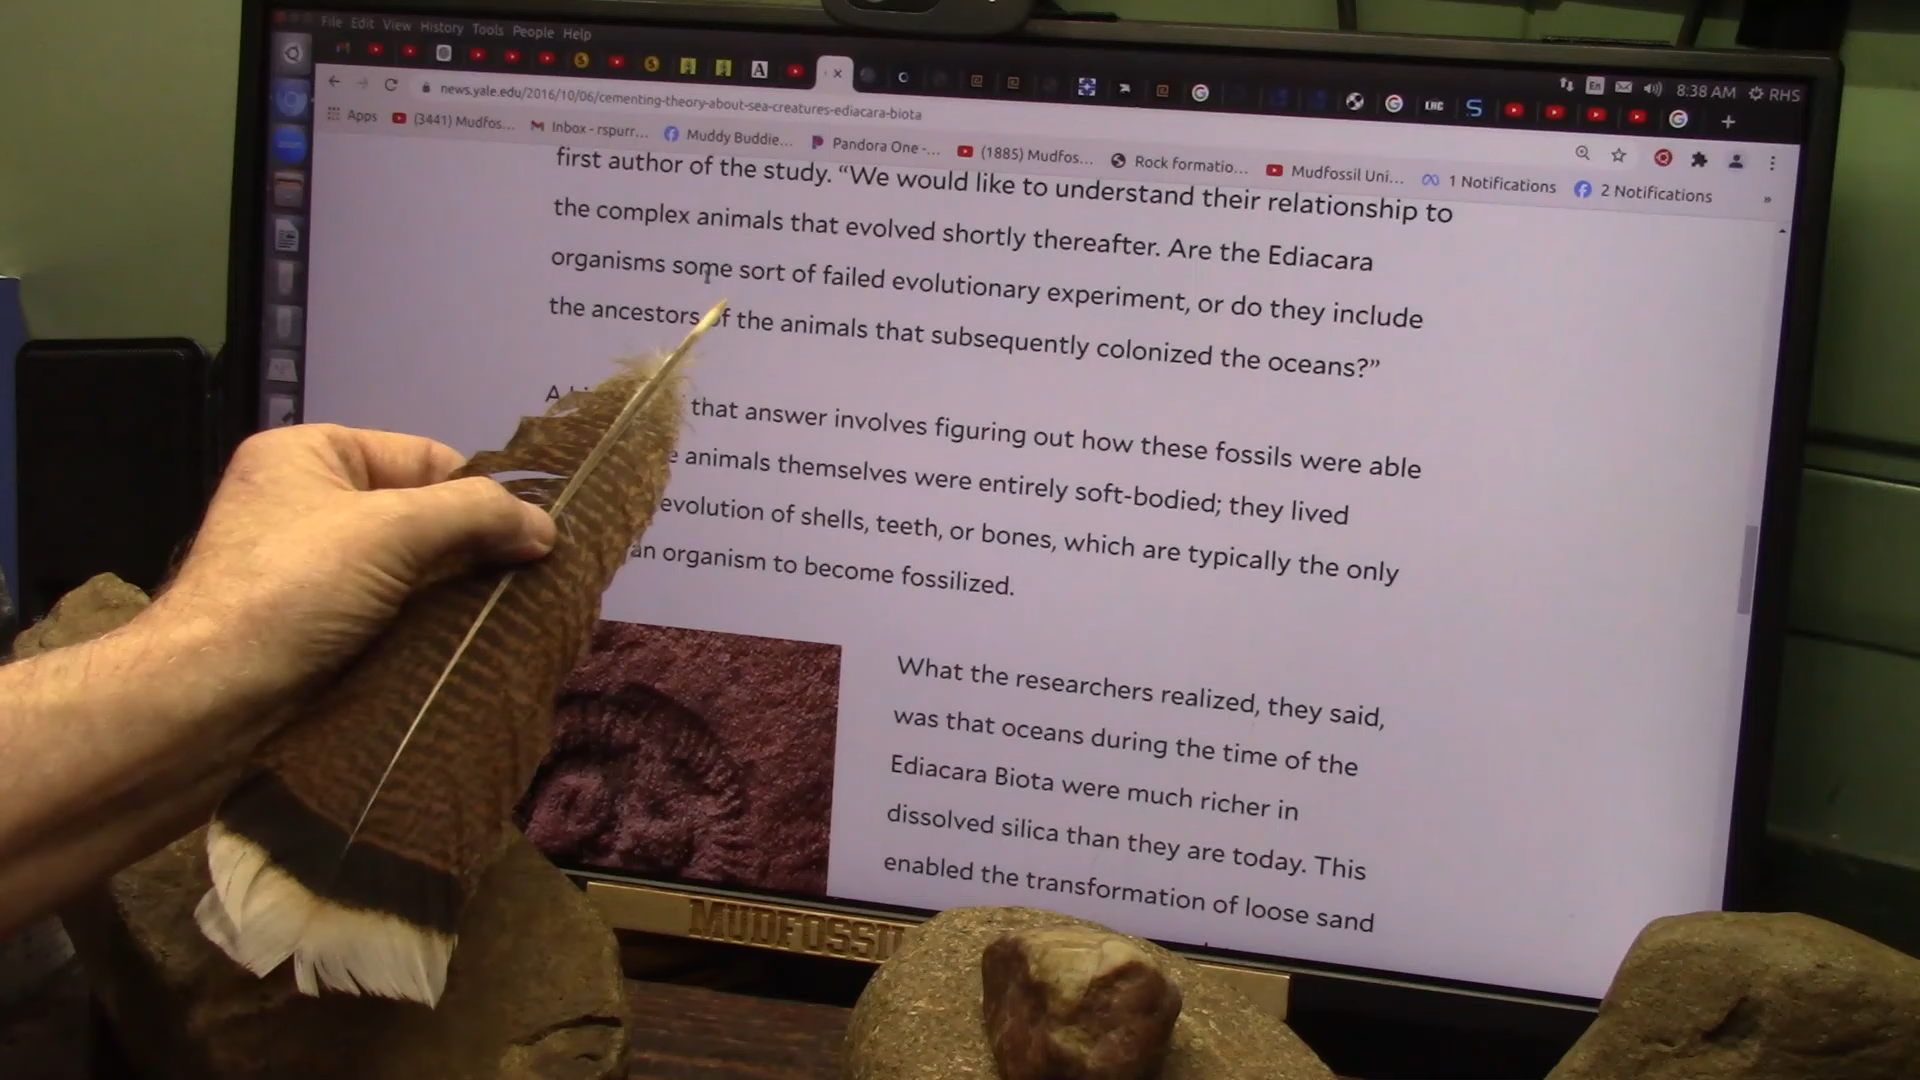 File Edit View History Tools People Help
8:38 AM RHS
news.yale.edu/2016/10/06/cementing-theory-about-sea-creatures-ediacara-biota
Apps (3441) Mudfos... Inbox - rspurr... Muddy Buddie... Pandora One -... (1885) Mudfos... Rock formatio... Mudfossil Uni... 1 Notifications 2 Notifications »
first author of the study. “We would like to understand their relationship to
the complex animals that evolved shortly thereafter. Are the Ediacara
organisms some sort of failed evolutionary experiment, or do they include
the ancestors of the animals that subsequently colonized the oceans?”
A that answer involves figuring out how these fossils were able
animals themselves were entirely soft-bodied; they lived
evolution of shells, teeth, or bones, which are typically the only
an organism to become fossilized.
What the researchers realized, they said,
was that oceans during the time of the
Ediacara Biota were much richer in
dissolved silica than they are today. This
enabled the transformation of loose sand
MUDFOSSI